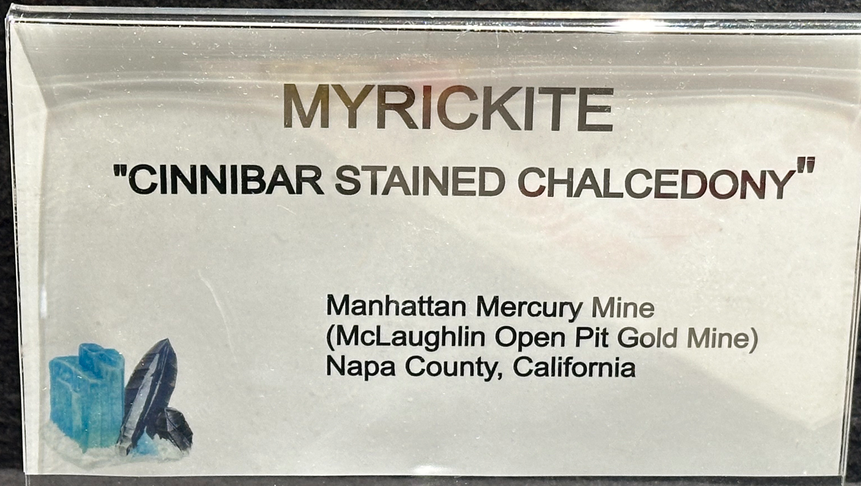 MYRICKITE
"CINNIBAR STAINED CHALCEDONY"
Manhattan Mercury Mine
(McLaughlin Open Pit Gold Mine)
Napa County, California